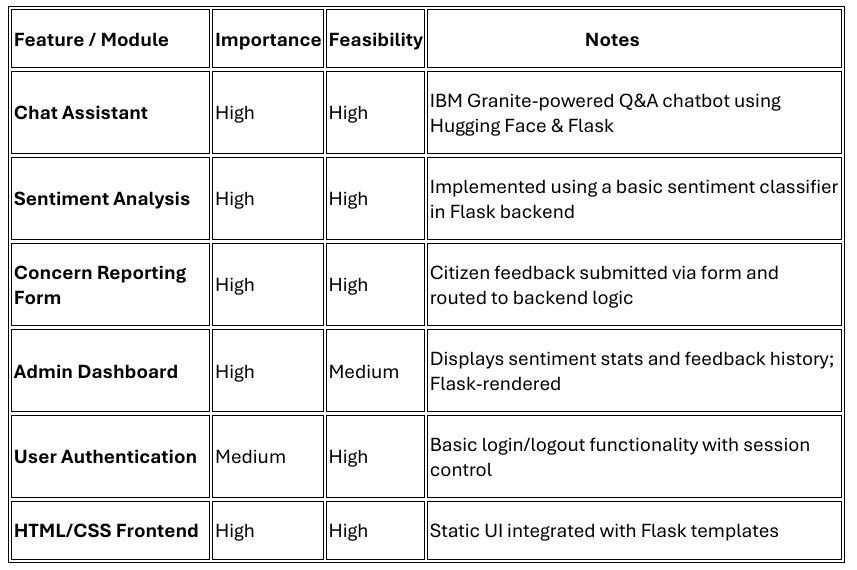 Feature / Module Importance Feasibility Notes
Chat Assistant High High IBM Granite-powered Q&A chatbot using
Hugging Face & Flask
Sentiment Analysis High High Implemented using a basic sentiment classifier
in Flask backend
Concern Reporting
Form High High Citizen feedback submitted via form and
routed to backend logic
Admin Dashboard High Medium Displays sentiment stats and feedback history;
Flask-rendered
User Authentication Medium High Basic login/logout functionality with session
control
HTML/CSS Frontend High High Static UI integrated with Flask templates